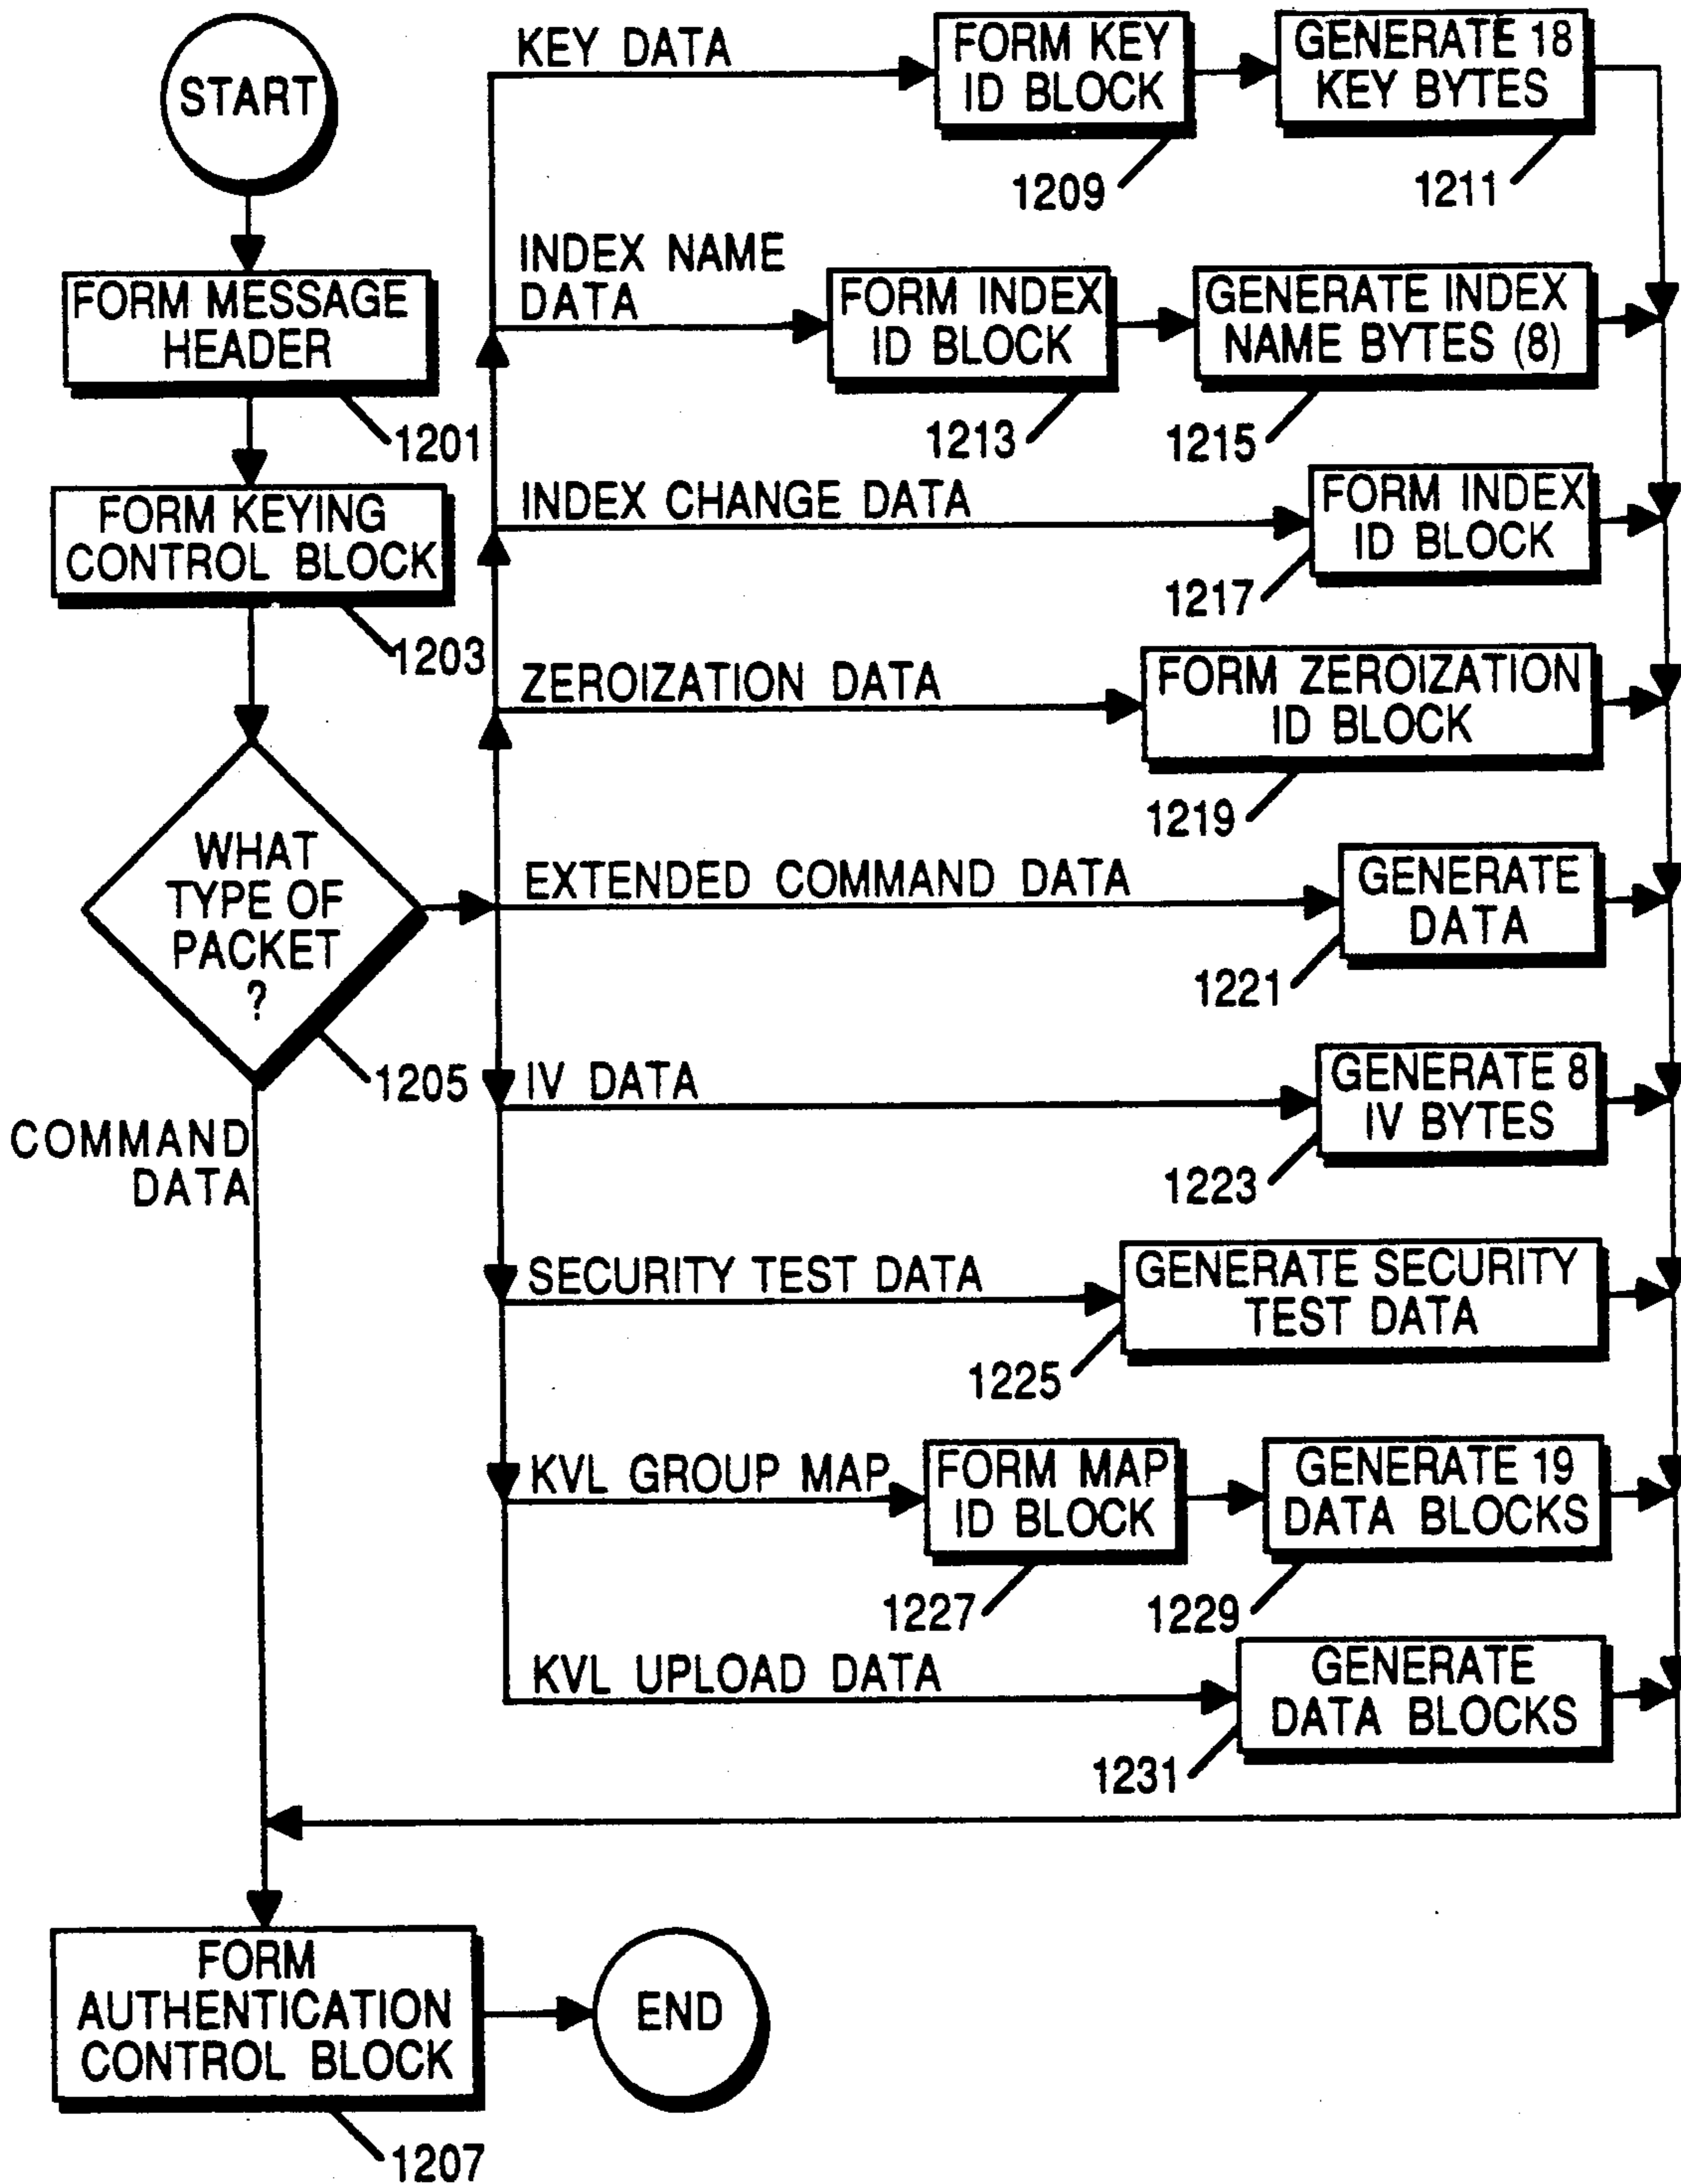 START
FORM MESSAGE
HEADER
1201
FORM KEYING
CONTROL BLOCK
1203
WHAT
TYPE OF
PACKET
?
1205
COMMAND
DATA
KEY DATA
FORM KEY
ID BLOCK
1209
GENERATE 18
KEY BYTES
1211
INDEX NAME
DATA
FORM INDEX
ID BLOCK
1213
GENERATE INDEX
NAME BYTES (8)
1215
INDEX CHANGE DATA
FORM INDEX
ID BLOCK
1217
ZEROIZATION DATA
FORM ZEROIZATION
ID BLOCK
1219
EXTENDED COMMAND DATA
GENERATE
DATA
1221
IV DATA
GENERATE 8
IV BYTES
1223
SECURITY TEST DATA
GENERATE SECURITY
TEST DATA
1225
KVL GROUP MAP
FORM MAP
ID BLOCK
1227
GENERATE 19
DATA BLOCKS
1229
KVL UPLOAD DATA
GENERATE
DATA BLOCKS
1231
FORM
AUTHENTICATION
CONTROL BLOCK
1207
END